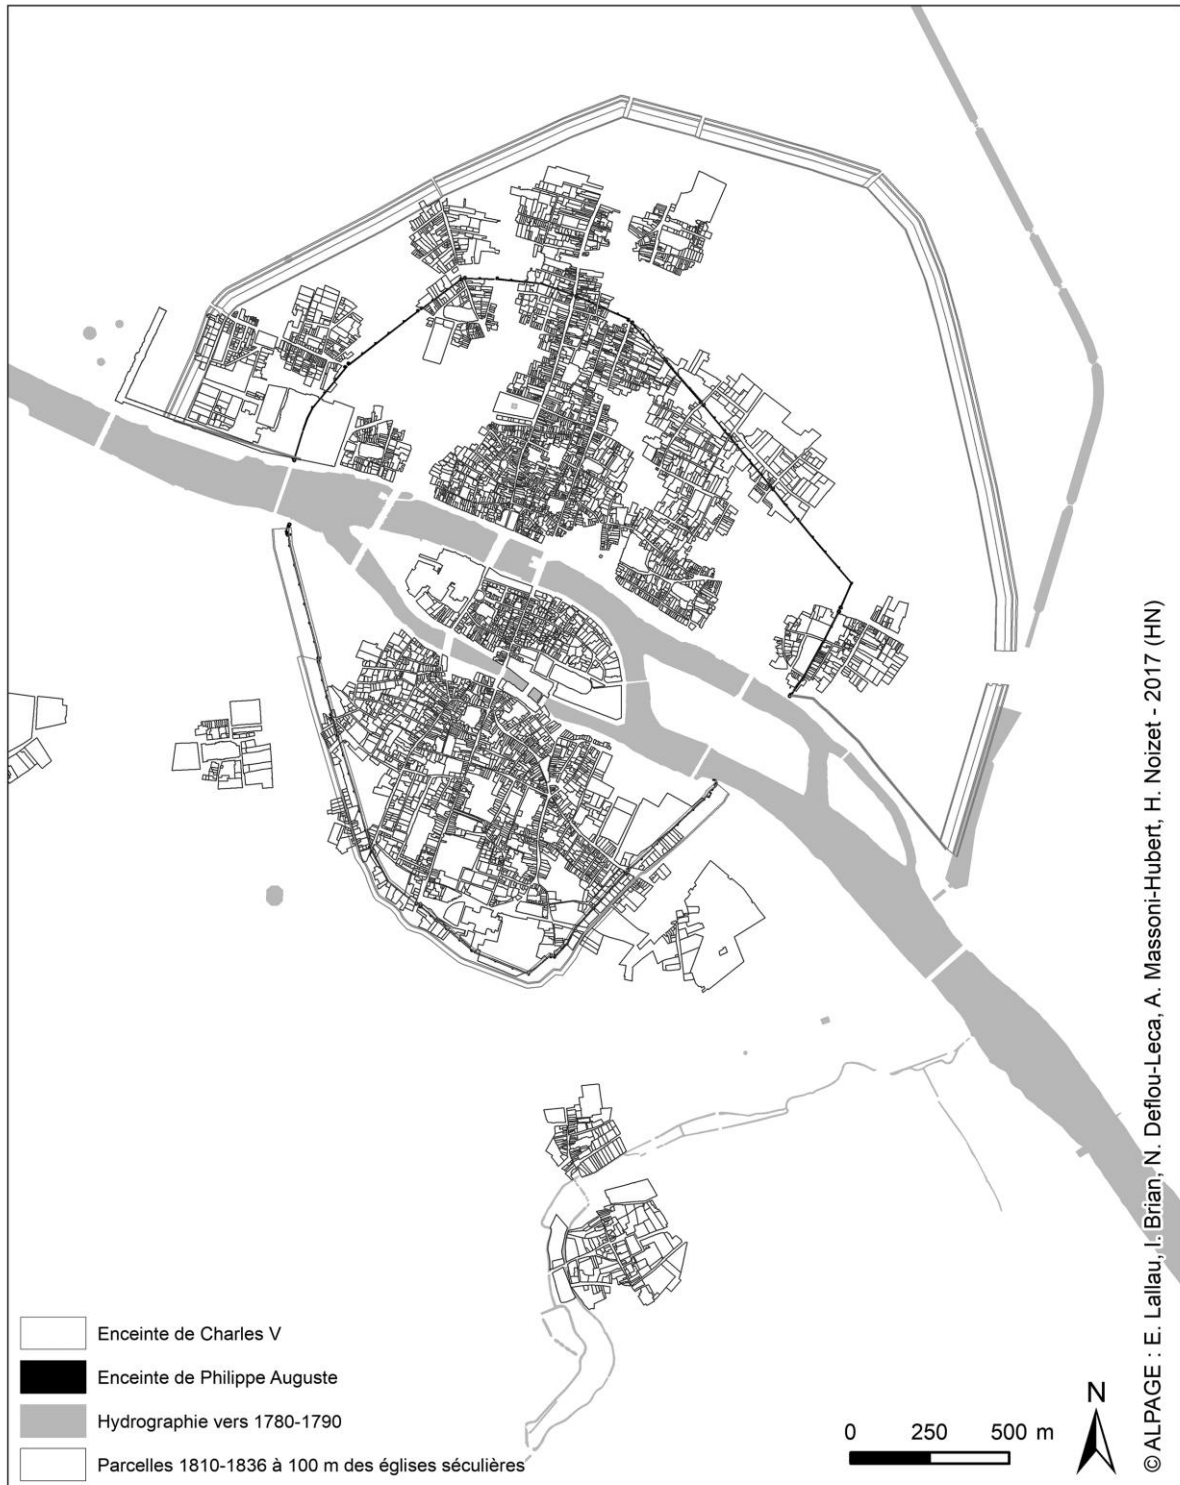 Enceinte de Charles V
Enceinte de Philippe Auguste
Hydrographie vers 1780-1790
Parcelles 1810-1836 à 100 m des églises séculières
0 250 500 m
N
© ALPAGE : E. Lallau, I. Brian, N. Deflou-Leca, A. Massoni-Hubert, H. Noizet - 2017 (HN)